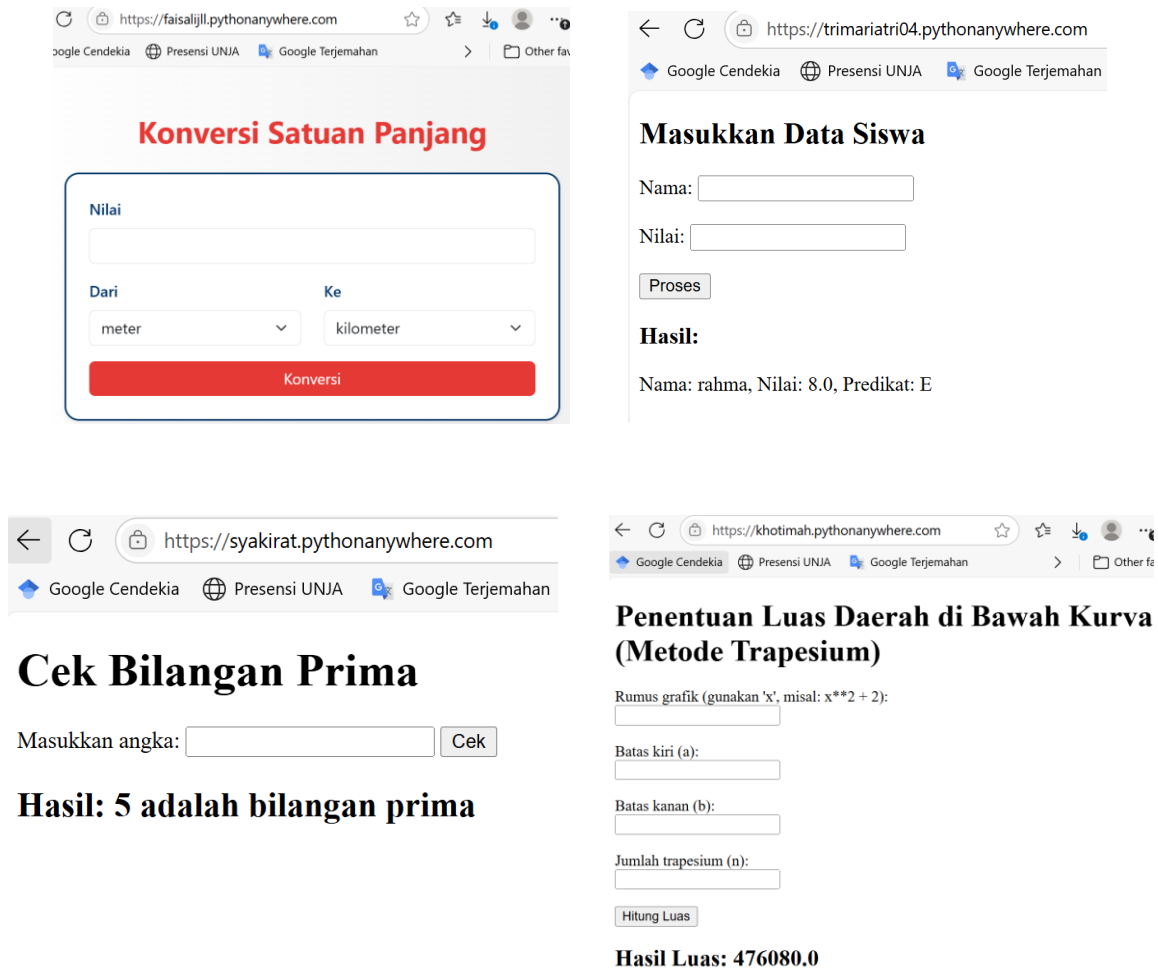 https://faisalijll.pythonanywhere.com
oogle Cendekia Presensi UNJA Google Terjemahan Other fav
Konversi Satuan Panjang
Nilai
Dari Ke
meter kilometer
Konversi
https://trimariatri04.pythonanywhere.com
Google Cendekia Presensi UNJA Google Terjemahan
Masukkan Data Siswa
Nama:
Nilai:
Proses
Hasil:
Nama: rahma, Nilai: 8.0, Predikat: E
https://syakirat.pythonanywhere.com
Google Cendekia Presensi UNJA Google Terjemahan
Cek Bilangan Prima
Masukkan angka: Cek
Hasil: 5 adalah bilangan prima
https://khotimah.pythonanywhere.com
Google Cendekia Presensi UNJA Google Terjemahan Other fa
Penentuan Luas Daerah di Bawah Kurva
(Metode Trapesium)
Rumus grafik (gunakan 'x', misal: x**2 + 2):
Batas kiri (a):
Batas kanan (b):
Jumlah trapesium (n):
Hitung Luas
Hasil Luas: 476080.0